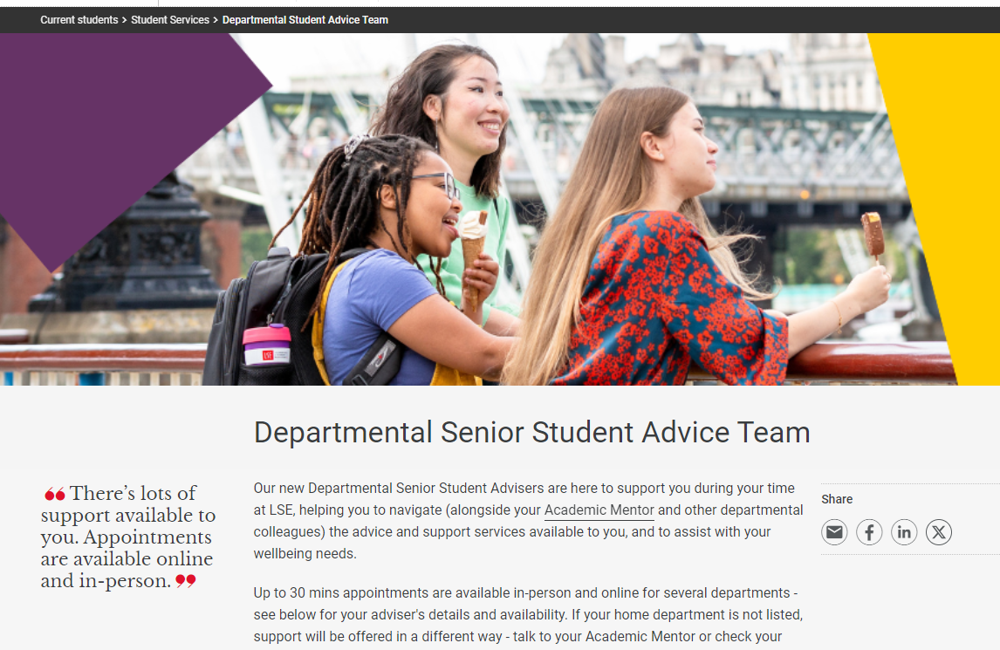 Current students > Student Services > Departmental Student Advice Team
Departmental Senior Student Advice Team
❝ There’s lots of
support available to
you. Appointments
are available online
and in-person. ❞
Our new Departmental Senior Student Advisers are here to support you during your time
at LSE, helping you to navigate (alongside your Academic Mentor and other departmental
colleagues) the advice and support services available to you, and to assist with your
wellbeing needs.
Up to 30 mins appointments are available in-person and online for several departments -
see below for your adviser's details and availability. If your home department is not listed,
support will be offered in a different way - talk to your Academic Mentor or check your
Share